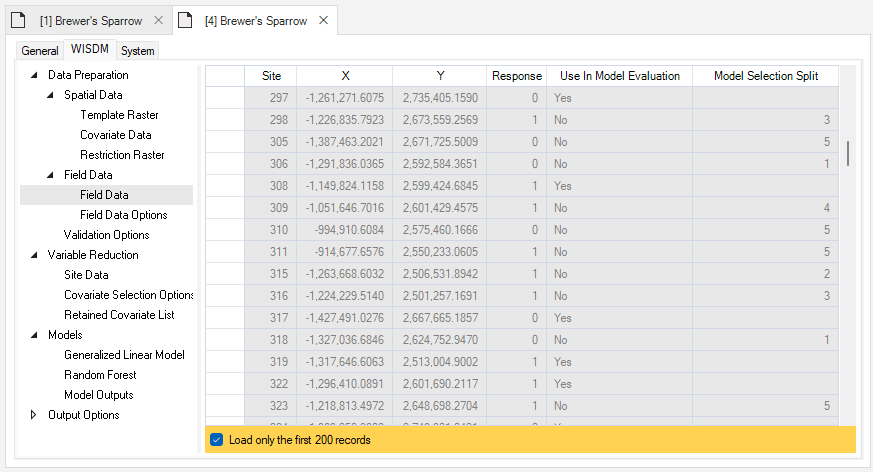 [1] Brewer's Sparrow
[4] Brewer's Sparrow
General WISDM System
Data Preparation
Spatial Data
Template Raster
Covariate Data
Restriction Raster
Field Data
Field Data
Field Data Options
Validation Options
Variable Reduction
Site Data
Covariate Selection Options
Retained Covariate List
Models
Generalized Linear Model
Random Forest
Model Outputs
Output Options
Site X Y Response Use In Model Evaluation Model Selection Split
297 -1,261,271.6075 2,735,405.1590 0 Yes
298 -1,226,835.7923 2,673,559.2569 1 No 3
305 -1,387,463.2021 2,671,725.5009 0 No 5
306 -1,291,836.0365 2,592,584.3651 0 No 1
308 -1,149,824.1158 2,599,424.6845 1 Yes
309 -1,051,646.7016 2,601,429.4575 1 No 4
310 -994,910.6084 2,575,460.1666 0 No 5
311 -914,677.6576 2,550,233.0605 1 No 5
315 -1,263,668.6032 2,506,531.8942 1 No 2
316 -1,224,229.5140 2,501,257.1691 1 No 3
317 -1,427,491.0276 2,667,665.1857 0 Yes
318 -1,327,036.6846 2,624,752.9470 0 No 1
319 -1,317,646.6063 2,513,004.9002 1 Yes
322 -1,296,410.0891 2,601,690.2117 1 Yes
323 -1,218,813.4972 2,648,698.2704 1 No 5
Load only the first 200 records